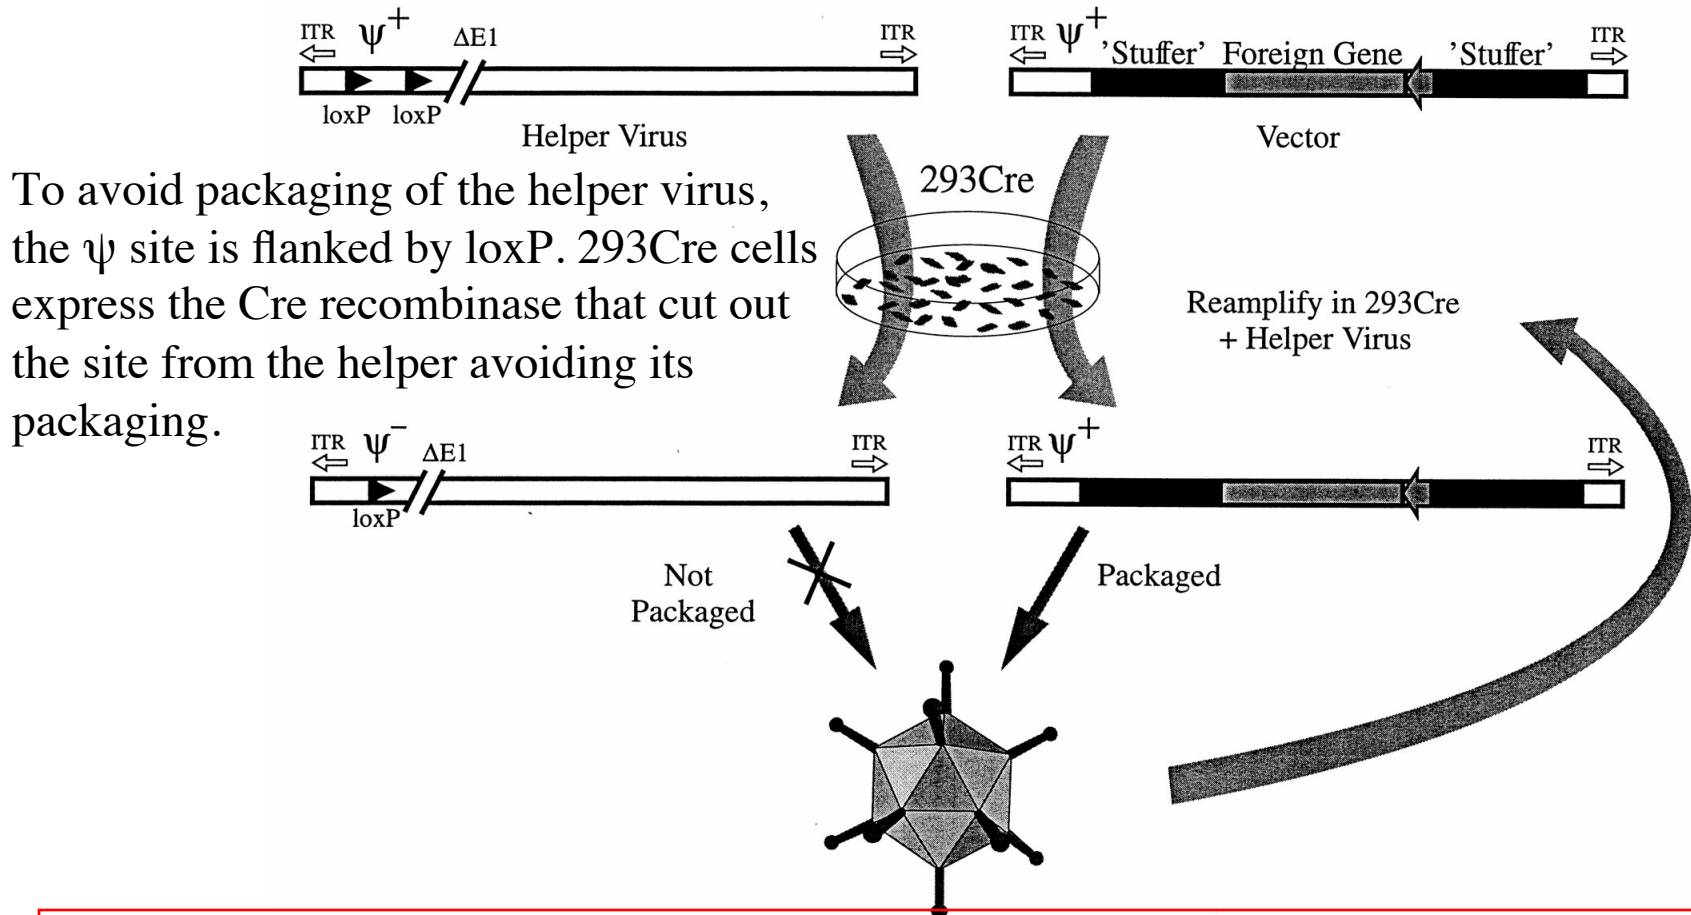 ITR ψ+ ΔE1 ITR
loxP loxP
Helper Virus
ITR ψ+ 'Stuffer' Foreign Gene 'Stuffer' ITR
Vector
To avoid packaging of the helper virus,
the ψ site is flanked by loxP. 293Cre cells
express the Cre recombinase that cut out
the site from the helper avoiding its
packaging.
293Cre
Reamplify in 293Cre
+ Helper Virus
ITR ψ- ΔE1 ITR
loxP
ITR ψ+ ITR
Not
Packaged
Packaged